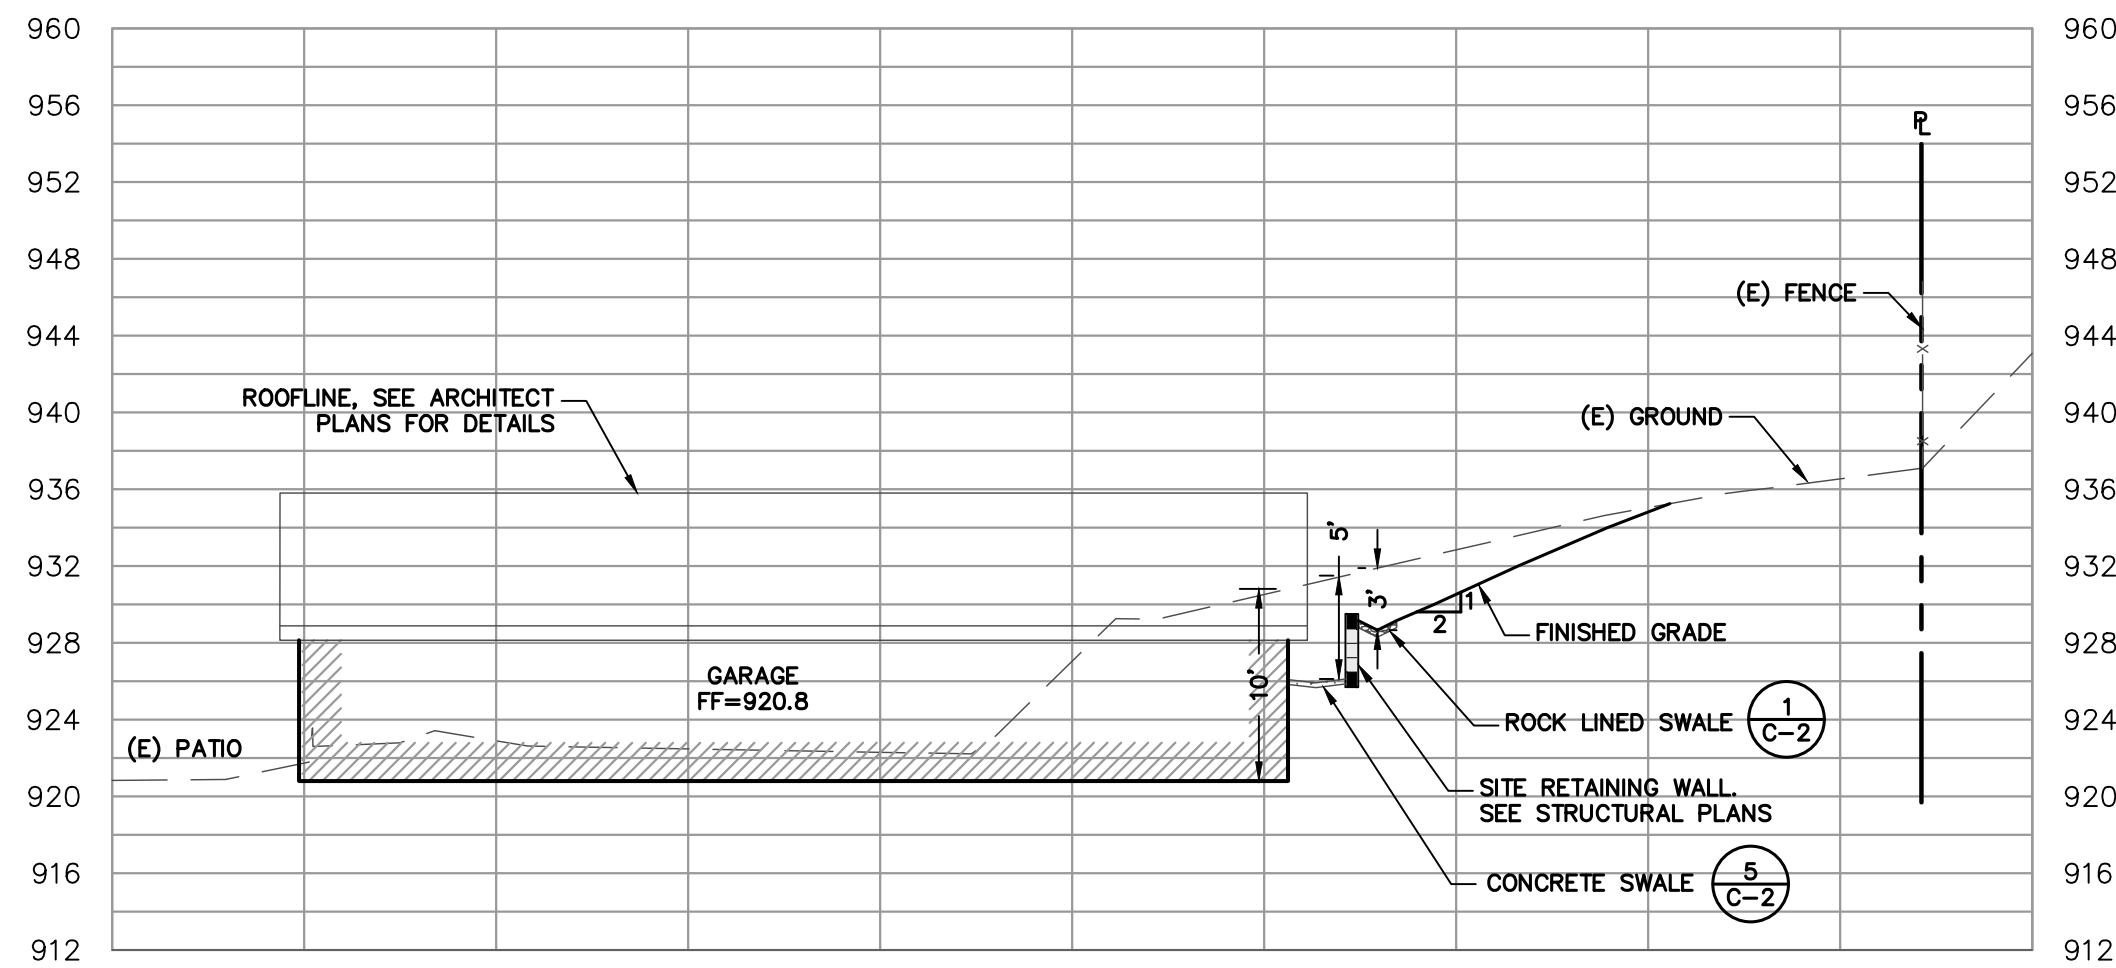 960
956
952
948
944
940
936
932
928
924
920
916
912
960
956
952
948
944
940
936
932
928
924
920
916
912
PL
(E) FENCE
ROOFLINE, SEE ARCHITECT
PLANS FOR DETAILS
(E) GROUND
5'
3'
1
2
FINISHED GRADE
GARAGE
FF=920.8
10'
ROCK LINED SWALE
1
C-2
(E) PATIO
SITE RETAINING WALL.
SEE STRUCTURAL PLANS
CONCRETE SWALE
5
C-2